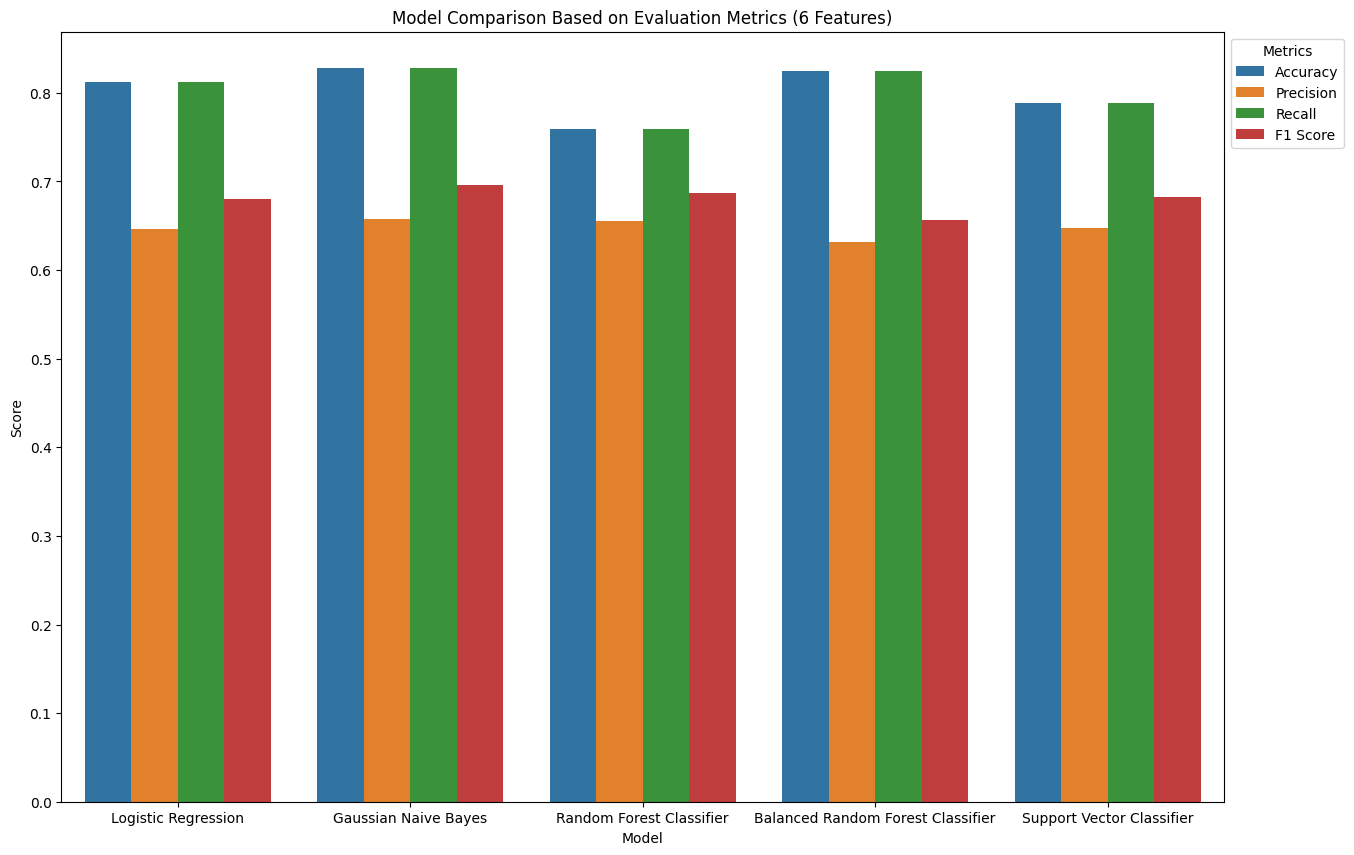 Model Comparison Based on Evaluation Metrics (6 Features)
Metrics
Accuracy
Precision
Recall
F1 Score
Score
0.8
0.7
0.6
0.5
0.4
0.3
0.2
0.1
0.0
Logistic Regression
Gaussian Naive Bayes
Random Forest Classifier
Balanced Random Forest Classifier
Support Vector Classifier
Model